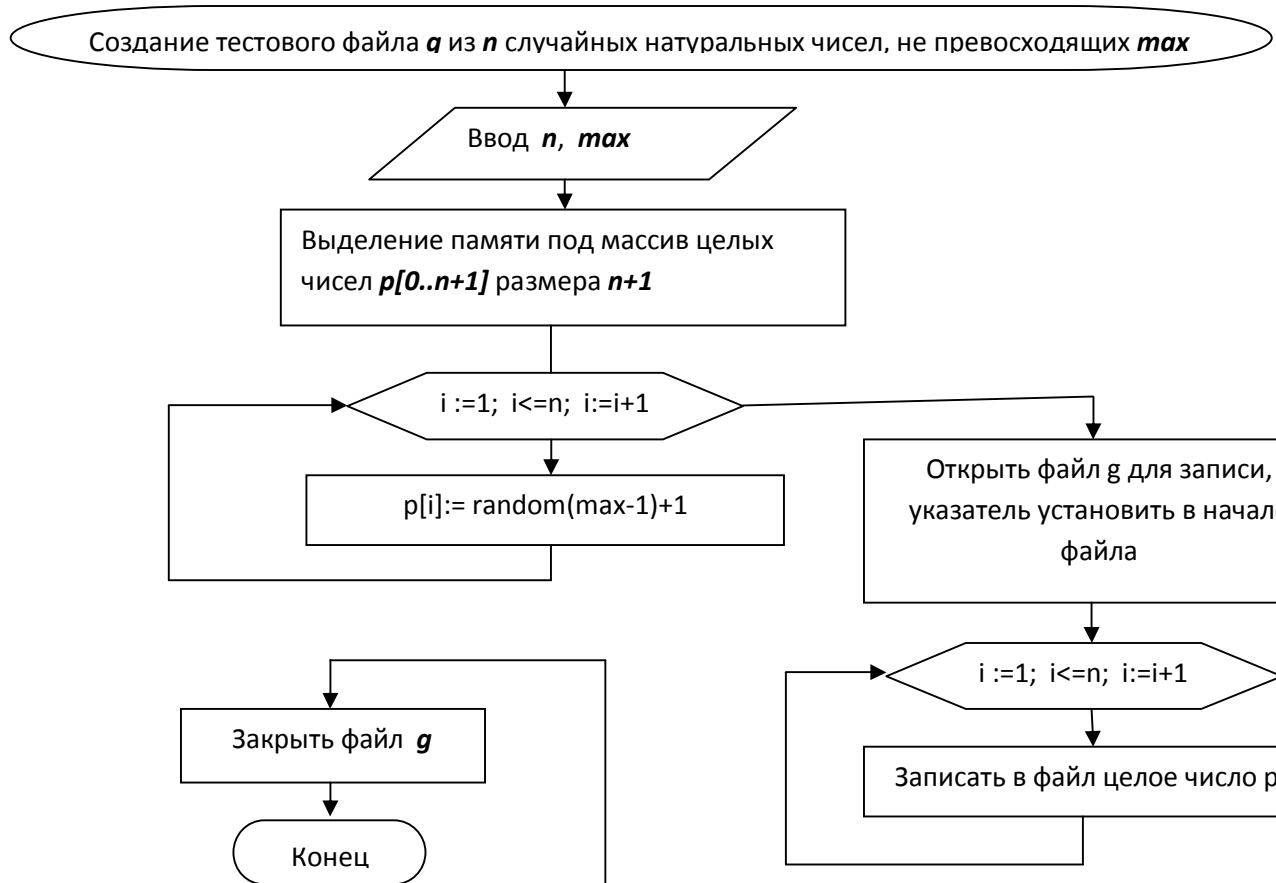 Создание тестового файла g из n случайных натуральных чисел, не превосходящих max
Ввод n, max
Выделение памяти под массив целых
чисел p[0..n+1] размера n+1
i :=1; i<=n; i:=i+1
p[i]:= random(max-1)+1
Открыть файл g для записи,
указатель установить в начал
файла
i :=1; i<=n; i:=i+1
Записать в файл целое число p
Закрыть файл g
Конец